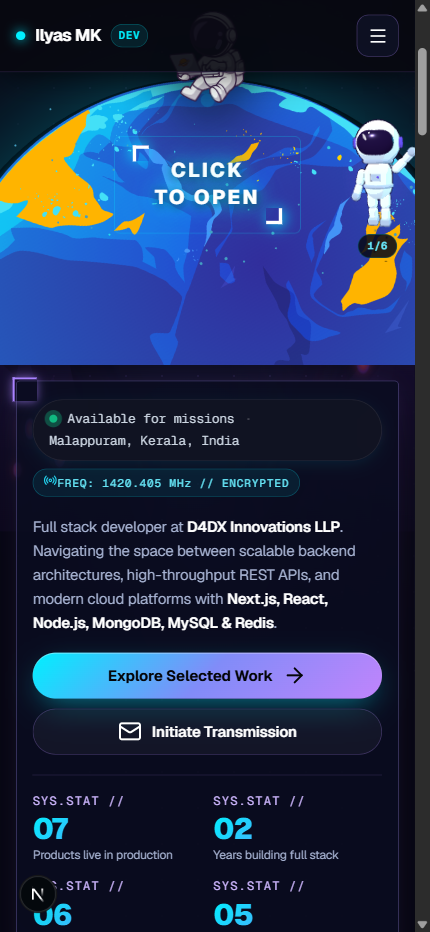 Ilyas MK DEV
CLICK
TO OPEN
1/6
Available for missions ·
Malappuram, Kerala, India
FREQ: 1420.405 MHz // ENCRYPTED
Full stack developer at D4DX Innovations LLP.
Navigating the space between scalable backend
architectures, high-throughput REST APIs, and
modern cloud platforms with Next.js, React,
Node.js, MongoDB, MySQL & Redis.
Explore Selected Work →
Initiate Transmission
SYS.STAT // SYS.STAT //
07 02
Products live in production Years building full stack
N SYS.STAT // SYS.STAT //
06 05